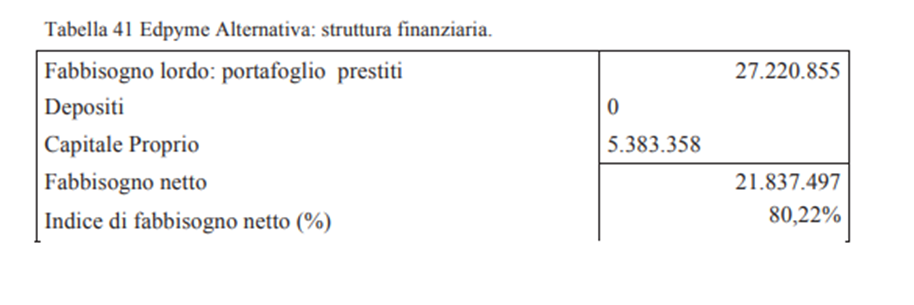 Tabella 41 Edpyme Alternativa: struttura finanziaria.
Fabbisogno lordo: portafoglio prestiti 27.220.855
Depositi 0
Capitale Proprio 5.383.358
Fabbisogno netto 21.837.497
Indice di fabbisogno netto (%) 80,22%